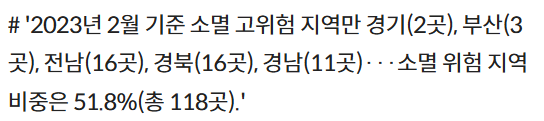 # '2023년 2월 기준 소멸 고위험 지역만 경기(2곳), 부산(3
곳), 전남(16곳), 경북(16곳), 경남(11곳)···소멸 위험 지역
비중은 51.8%(총 118곳).'